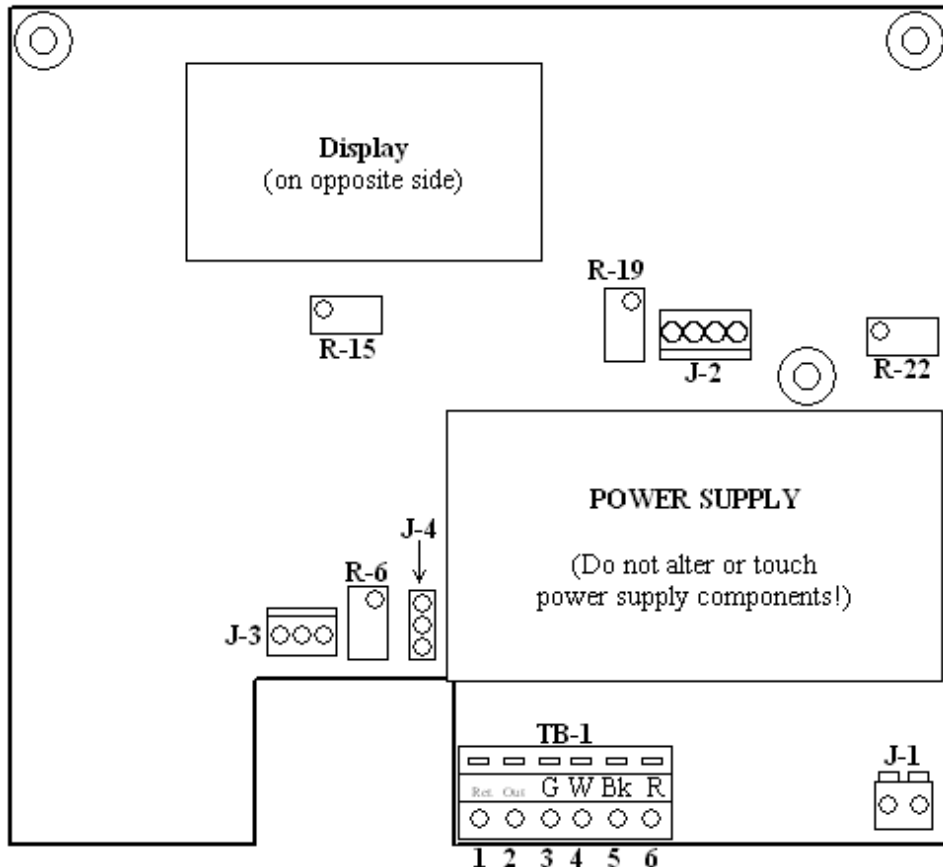 Display
(on opposite side)
R-19
R-15
J-2
R-22
POWER SUPPLY
(Do not alter or touch
power supply components!)
J-4
R-6
J-3
TB-1
J-1
Ret Out G W Bk R
1 2 3 4 5 6